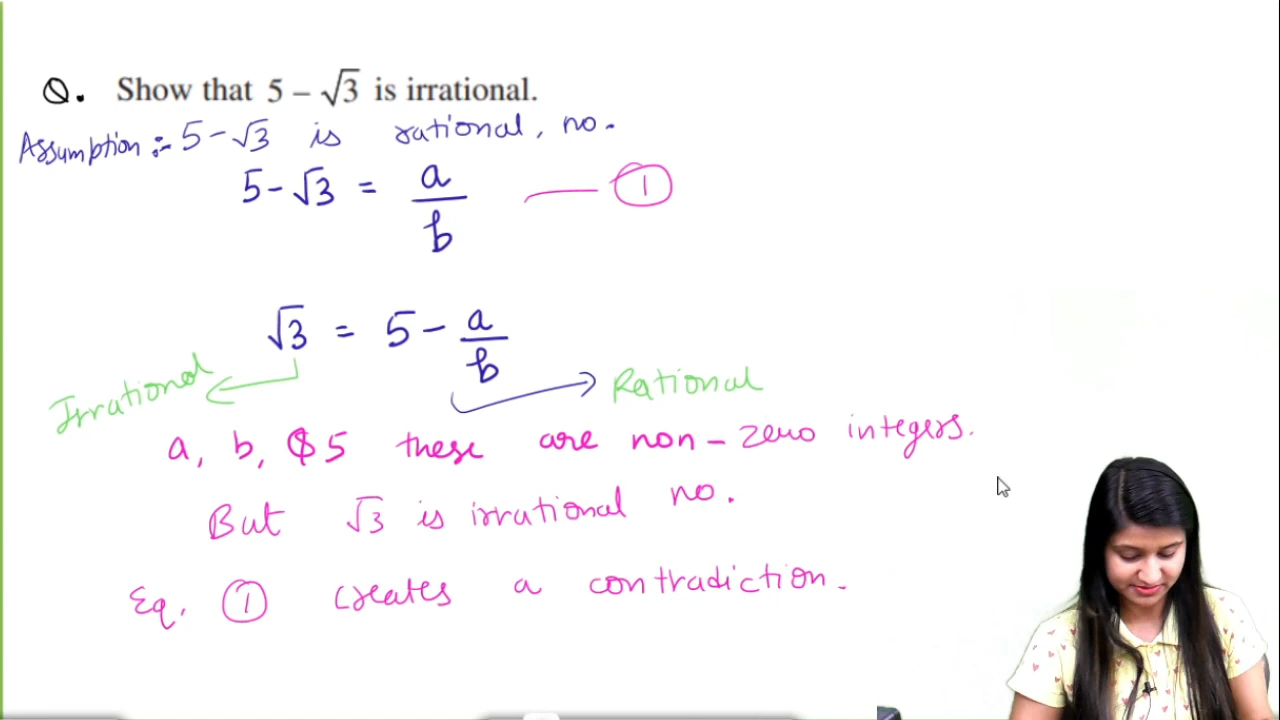 Q. Show that 5 – √3 is irrational.
Assumption :- 5 - √3 is rational, no.
5 - √3 = a/b — ①
√3 = 5 - a/b
Irrational
Rational
a, b, & 5 these are non-zero integers.
But √3 is irrational no.
Eq. ① creates a contradiction.